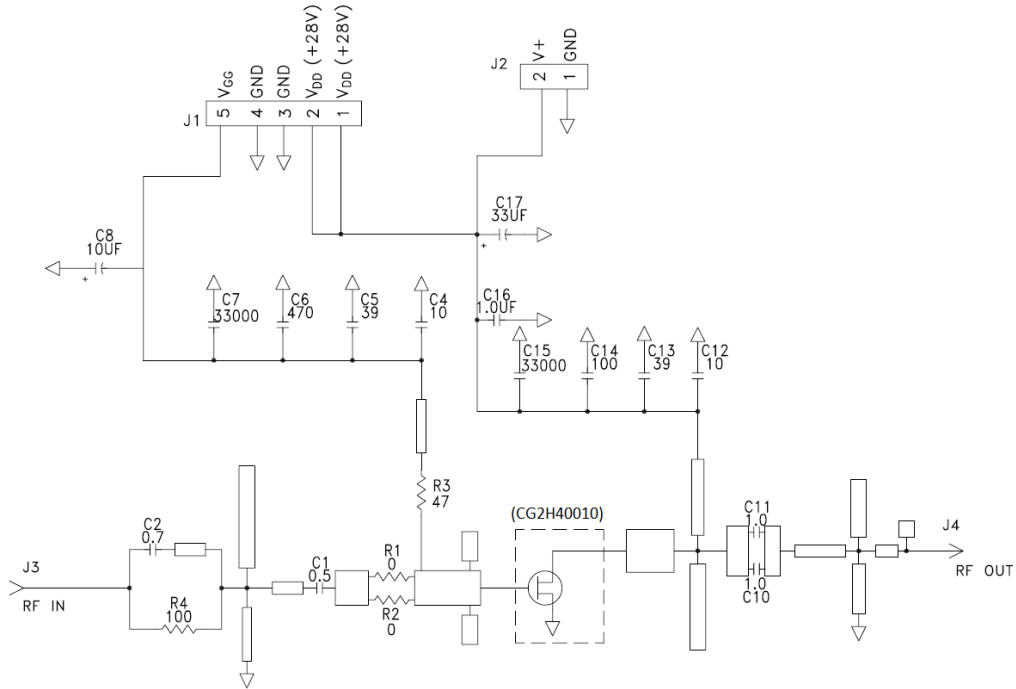 VGG
GND
GND
VDD (+28V)
VDD (+28V)
5
4
3
2
1
J1
V+
GND
J2
2
1
C17
33UF
C8
10UF
+
+
C7
33000
C6
470
C5
39
C4
10
C16
1.0UF
C15
33000
C14
100
C13
39
C12
10
R3
47
(CG2H40010)
C2
0.7
C11
1.0
J4
RF OUT
J3
RF IN
C1
0.5
R1
0
1.0
C10
R4
100
R2
0